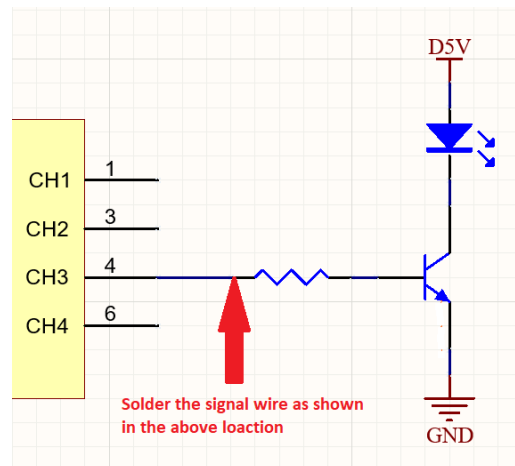 D5V
CH1
1
CH2
3
CH3
4
CH4
6
Solder the signal wire as shown
in the above loaction
GND